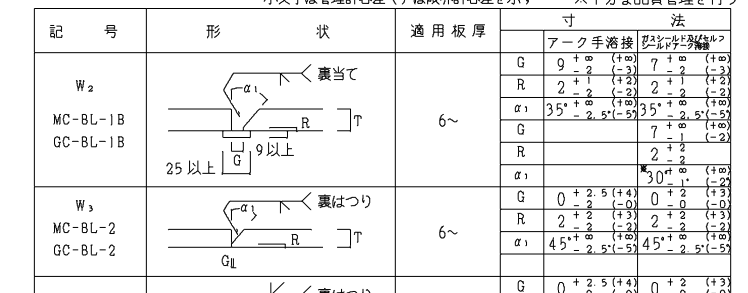 記 号 形 状 適用板厚 寸 法
アーク手溶接 ガスシールド及びセルフシールドアーク溶接
W₂
MC-BL-1B
GC-BL-1B
裏当て
α₁
R
T
G
9以上
25以上
6～
G 9 +∞ -2 (+∞) (-3) 7 +∞ -2 (+∞) (-3)
R 2 +1 -2 (+2) (-2) 2 +1 -2 (+2) (-2)
α₁ 35° +∞ -2.5° (+∞) (-5°) 35° +∞ -2.5° (+∞) (-5°)
G 7 +∞ -1 (+∞) (-2)
R 2 +2 -2
α₁ ※30° +∞ -1° (+∞) (-2°)
W₃
MC-BL-2
GC-BL-2
裏はつり
α₁
R
T
G
6～
G 0 +2.5 -2 (+4) (-0) 0 +2 -0 (+3) (-0)
R 2 +2 -2 (+3) (-2) 2 +2 -2 (+3) (-2)
α₁ 45° +∞ -2.5° (+∞) (-5°) 45° +∞ -2.5° (+∞) (-5°)
裏はつり
G 0 +2.5 (+4) 0 +2 (+3)